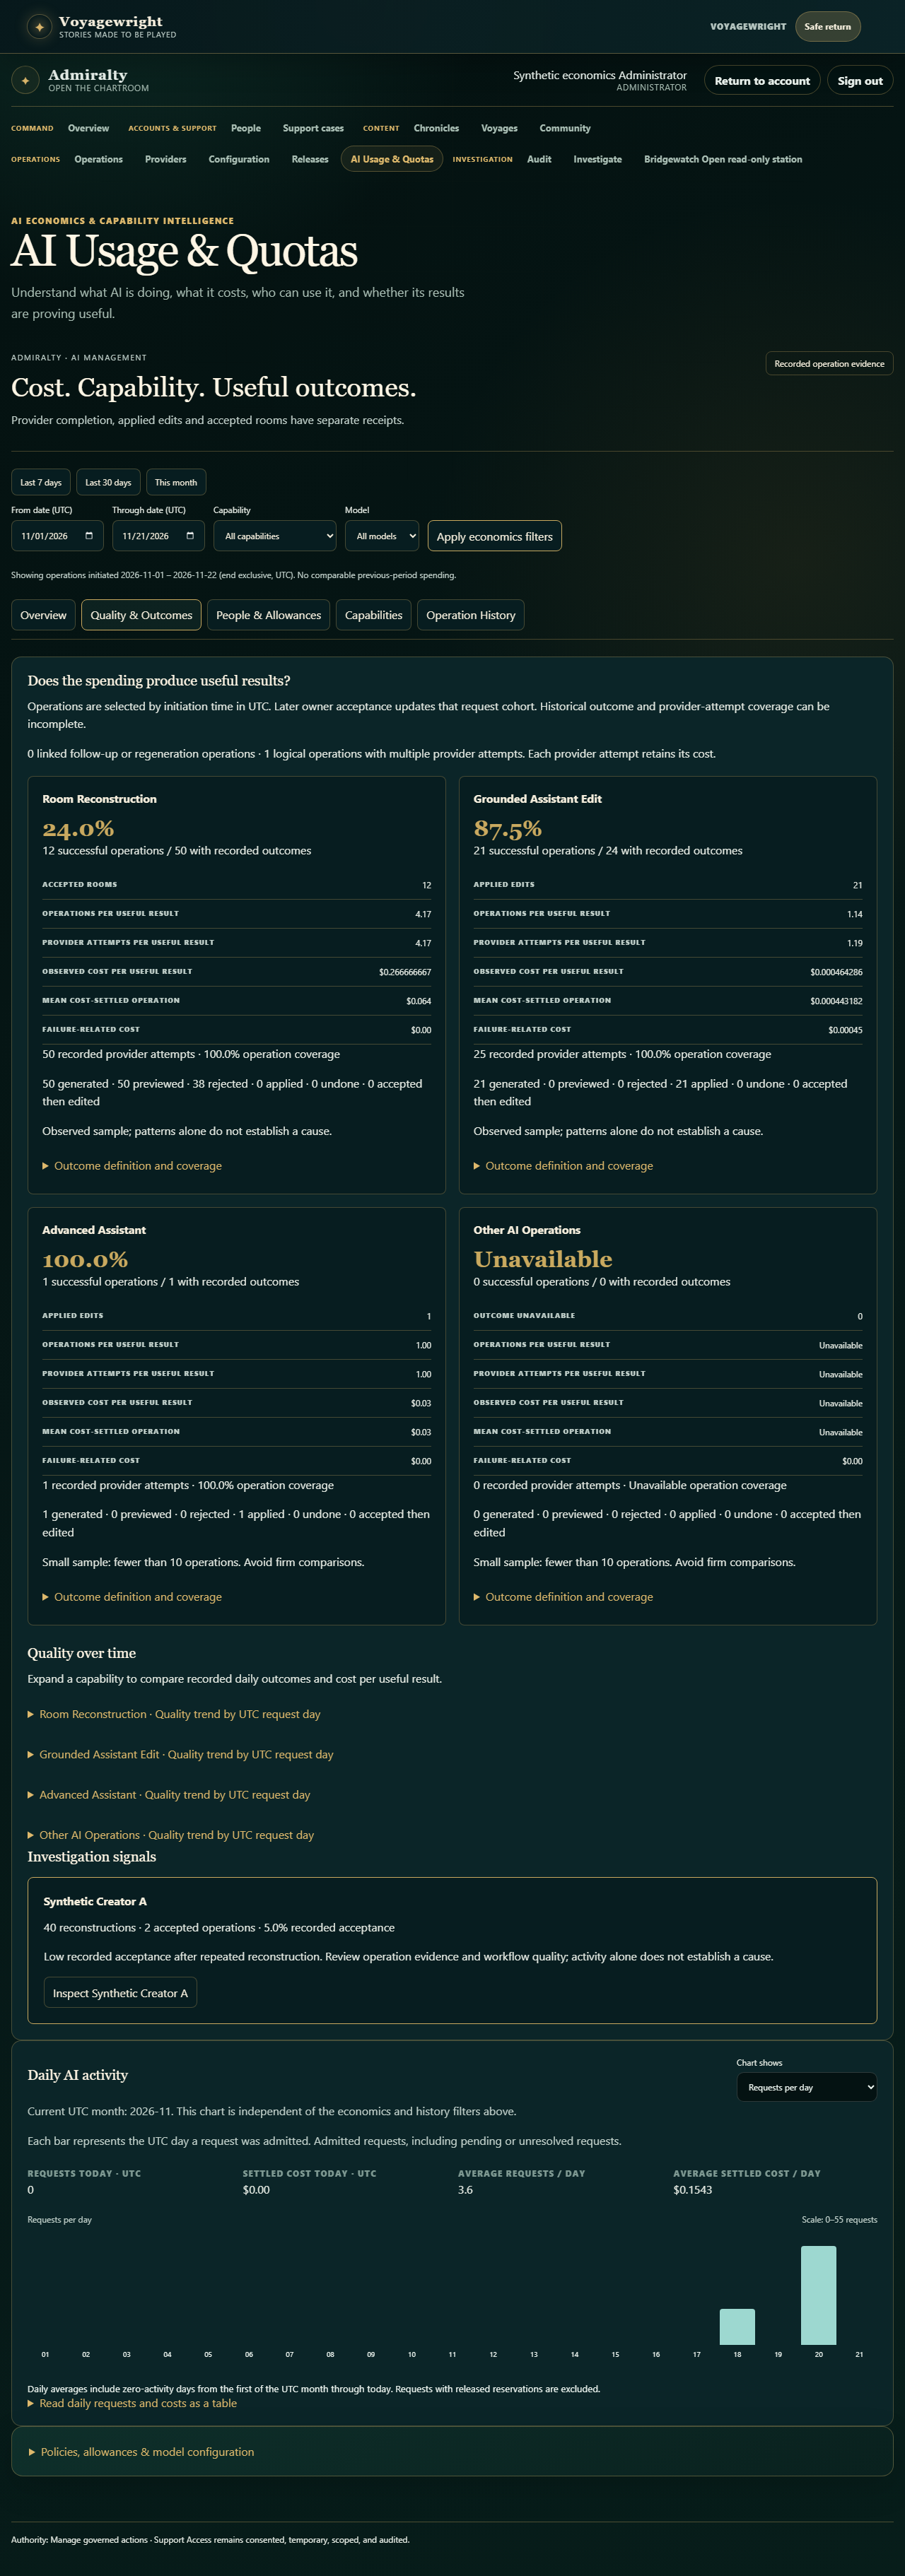 Voyagewright
STORIES MADE TO BE PLAYED
VOYAGEWRIGHT
Safe return
Admiralty
OPEN THE CHARTROOM
Synthetic economics Administrator
ADMINISTRATOR
Return to account
Sign out
COMMAND Overview ACCOUNTS & SUPPORT People Support cases CONTENT Chronicles Voyages Community
OPERATIONS Operations Providers Configuration Releases AI Usage & Quotas INVESTIGATION Audit Investigate Bridgewatch Open read-only station
AI ECONOMICS & CAPABILITY INTELLIGENCE
AI Usage & Quotas
Understand what AI is doing, what it costs, who can use it, and whether its results
are proving useful.
ADMIRALTY · AI MANAGEMENT
Recorded operation evidence
Cost. Capability. Useful outcomes.
Provider completion, applied edits and accepted rooms have separate receipts.
Last 7 days Last 30 days This month
From date (UTC) Through date (UTC) Capability Model
11/01/2026 11/21/2026 All capabilities All models Apply economics filters
Showing operations initiated 2026-11-01 – 2026-11-22 (end exclusive, UTC). No comparable previous-period spending.
Overview Quality & Outcomes People & Allowances Capabilities Operation History
Does the spending produce useful results?
Operations are selected by initiation time in UTC. Later owner acceptance updates that request cohort. Historical outcome and provider-attempt coverage can be
incomplete.
0 linked follow-up or regeneration operations · 1 logical operations with multiple provider attempts. Each provider attempt retains its cost.
Room Reconstruction
24.0%
12 successful operations / 50 with recorded outcomes
ACCEPTED ROOMS 12
OPERATIONS PER USEFUL RESULT 4.17
PROVIDER ATTEMPTS PER USEFUL RESULT 4.17
OBSERVED COST PER USEFUL RESULT $0.266666667
MEAN COST-SETTLED OPERATION $0.064
FAILURE-RELATED COST $0.00
50 recorded provider attempts · 100.0% operation coverage
50 generated · 50 previewed · 38 rejected · 0 applied · 0 undone · 0 accepted
then edited
Observed sample; patterns alone do not establish a cause.
▶ Outcome definition and coverage
Grounded Assistant Edit
87.5%
21 successful operations / 24 with recorded outcomes
APPLIED EDITS 21
OPERATIONS PER USEFUL RESULT 1.14
PROVIDER ATTEMPTS PER USEFUL RESULT 1.19
OBSERVED COST PER USEFUL RESULT $0.000464286
MEAN COST-SETTLED OPERATION $0.000443182
FAILURE-RELATED COST $0.00045
25 recorded provider attempts · 100.0% operation coverage
21 generated · 0 previewed · 0 rejected · 21 applied · 0 undone · 0 accepted
then edited
Observed sample; patterns alone do not establish a cause.
▶ Outcome definition and coverage
Advanced Assistant
100.0%
1 successful operations / 1 with recorded outcomes
APPLIED EDITS 1
OPERATIONS PER USEFUL RESULT 1.00
PROVIDER ATTEMPTS PER USEFUL RESULT 1.00
OBSERVED COST PER USEFUL RESULT $0.03
MEAN COST-SETTLED OPERATION $0.03
FAILURE-RELATED COST $0.00
1 recorded provider attempts · 100.0% operation coverage
1 generated · 0 previewed · 0 rejected · 1 applied · 0 undone · 0 accepted then
edited
Small sample: fewer than 10 operations. Avoid firm comparisons.
▶ Outcome definition and coverage
Other AI Operations
Unavailable
0 successful operations / 0 with recorded outcomes
OUTCOME UNAVAILABLE 0
OPERATIONS PER USEFUL RESULT Unavailable
PROVIDER ATTEMPTS PER USEFUL RESULT Unavailable
OBSERVED COST PER USEFUL RESULT Unavailable
MEAN COST-SETTLED OPERATION Unavailable
FAILURE-RELATED COST $0.00
0 recorded provider attempts · Unavailable operation coverage
0 generated · 0 previewed · 0 rejected · 0 applied · 0 undone · 0 accepted then
edited
Small sample: fewer than 10 operations. Avoid firm comparisons.
▶ Outcome definition and coverage
Quality over time
Expand a capability to compare recorded daily outcomes and cost per useful result.
▶ Room Reconstruction · Quality trend by UTC request day
▶ Grounded Assistant Edit · Quality trend by UTC request day
▶ Advanced Assistant · Quality trend by UTC request day
▶ Other AI Operations · Quality trend by UTC request day
Investigation signals
Synthetic Creator A
40 reconstructions · 2 accepted operations · 5.0% recorded acceptance
Low recorded acceptance after repeated reconstruction. Review operation evidence and workflow quality; activity alone does not establish a cause.
Inspect Synthetic Creator A
Daily AI activity
Chart shows
Requests per day
Current UTC month: 2026-11. This chart is independent of the economics and history filters above.
Each bar represents the UTC day a request was admitted. Admitted requests, including pending or unresolved requests.
REQUESTS TODAY · UTC SETTLED COST TODAY · UTC AVERAGE REQUESTS / DAY AVERAGE SETTLED COST / DAY
0 $0.00 3.6 $0.1543
Requests per day Scale: 0–55 requests
01 02 03 04 05 06 07 08 09 10 11 12 13 14 15 16 17 18 19 20 21
Daily averages include zero-activity days from the first of the UTC month through today. Requests with released reservations are excluded.
▶ Read daily requests and costs as a table
▶ Policies, allowances & model configuration
Authority: Manage governed actions · Support Access remains consented, temporary, scoped, and audited.